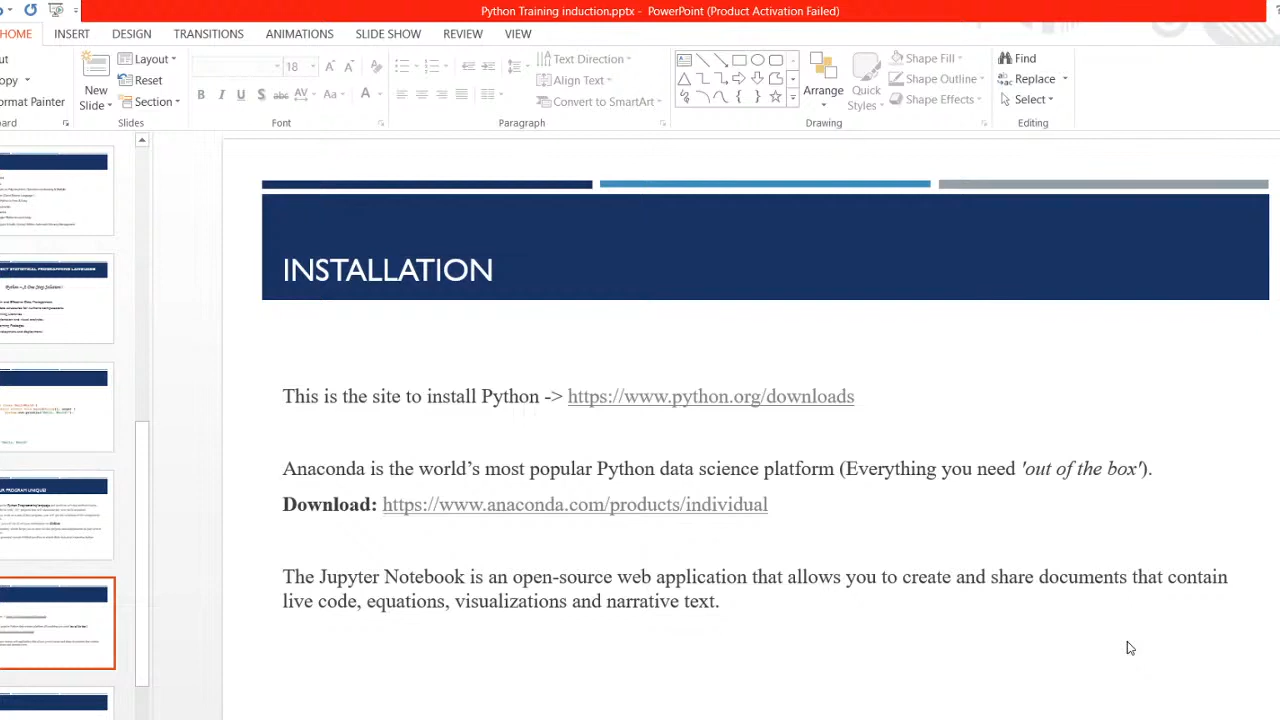 Python Training induction.pptx - PowerPoint (Product Activation Failed)
HOME INSERT DESIGN TRANSITIONS ANIMATIONS SLIDE SHOW REVIEW VIEW
New Slide
Layout
Reset
Section
18
Text Direction
Align Text
Convert to SmartArt
Arrange
Quick Styles
Shape Fill
Shape Outline
Shape Effects
Find
Replace
Select
ormat Painter
Slides Font Paragraph Drawing Editing
INSTALLATION
This is the site to install Python -> https://www.python.org/downloads
Anaconda is the world's most popular Python data science platform (Everything you need 'out of the box').
Download: https://www.anaconda.com/products/individual
The Jupyter Notebook is an open-source web application that allows you to create and share documents that contain
live code, equations, visualizations and narrative text.